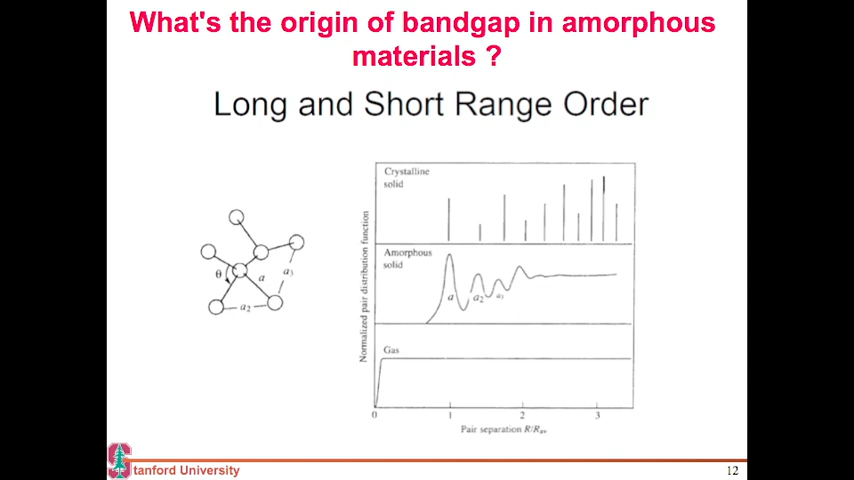 What's the origin of bandgap in amorphous
materials ?
Long and Short Range Order
θ
a
a₃
a₂
Normalized pair distribution function
Crystalline
solid
Amorphous
solid
a
a₂
a₃
Gas
0
1
2
3
Pair separation R/Rav
Stanford University
12